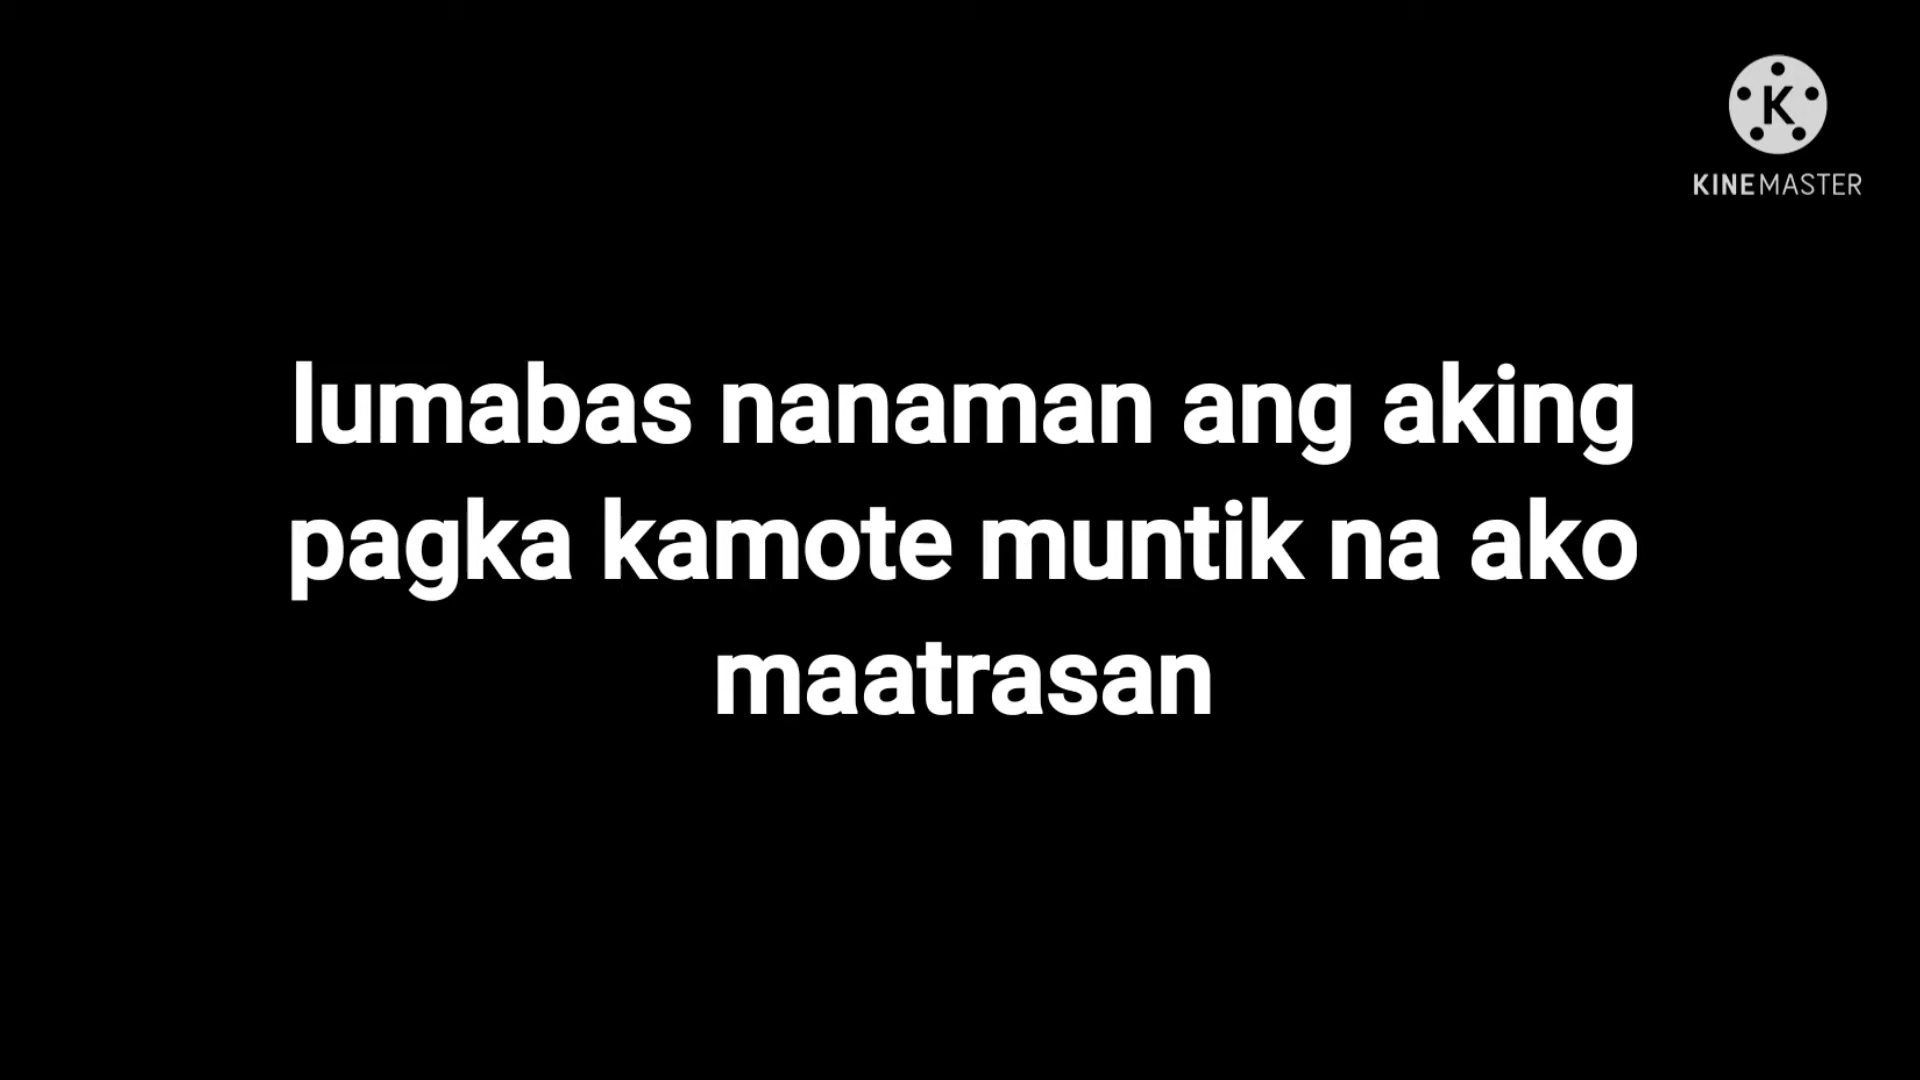 K
KINEMASTER
lumabas nanaman ang aking
pagka kamote muntik na ako
maatrasan